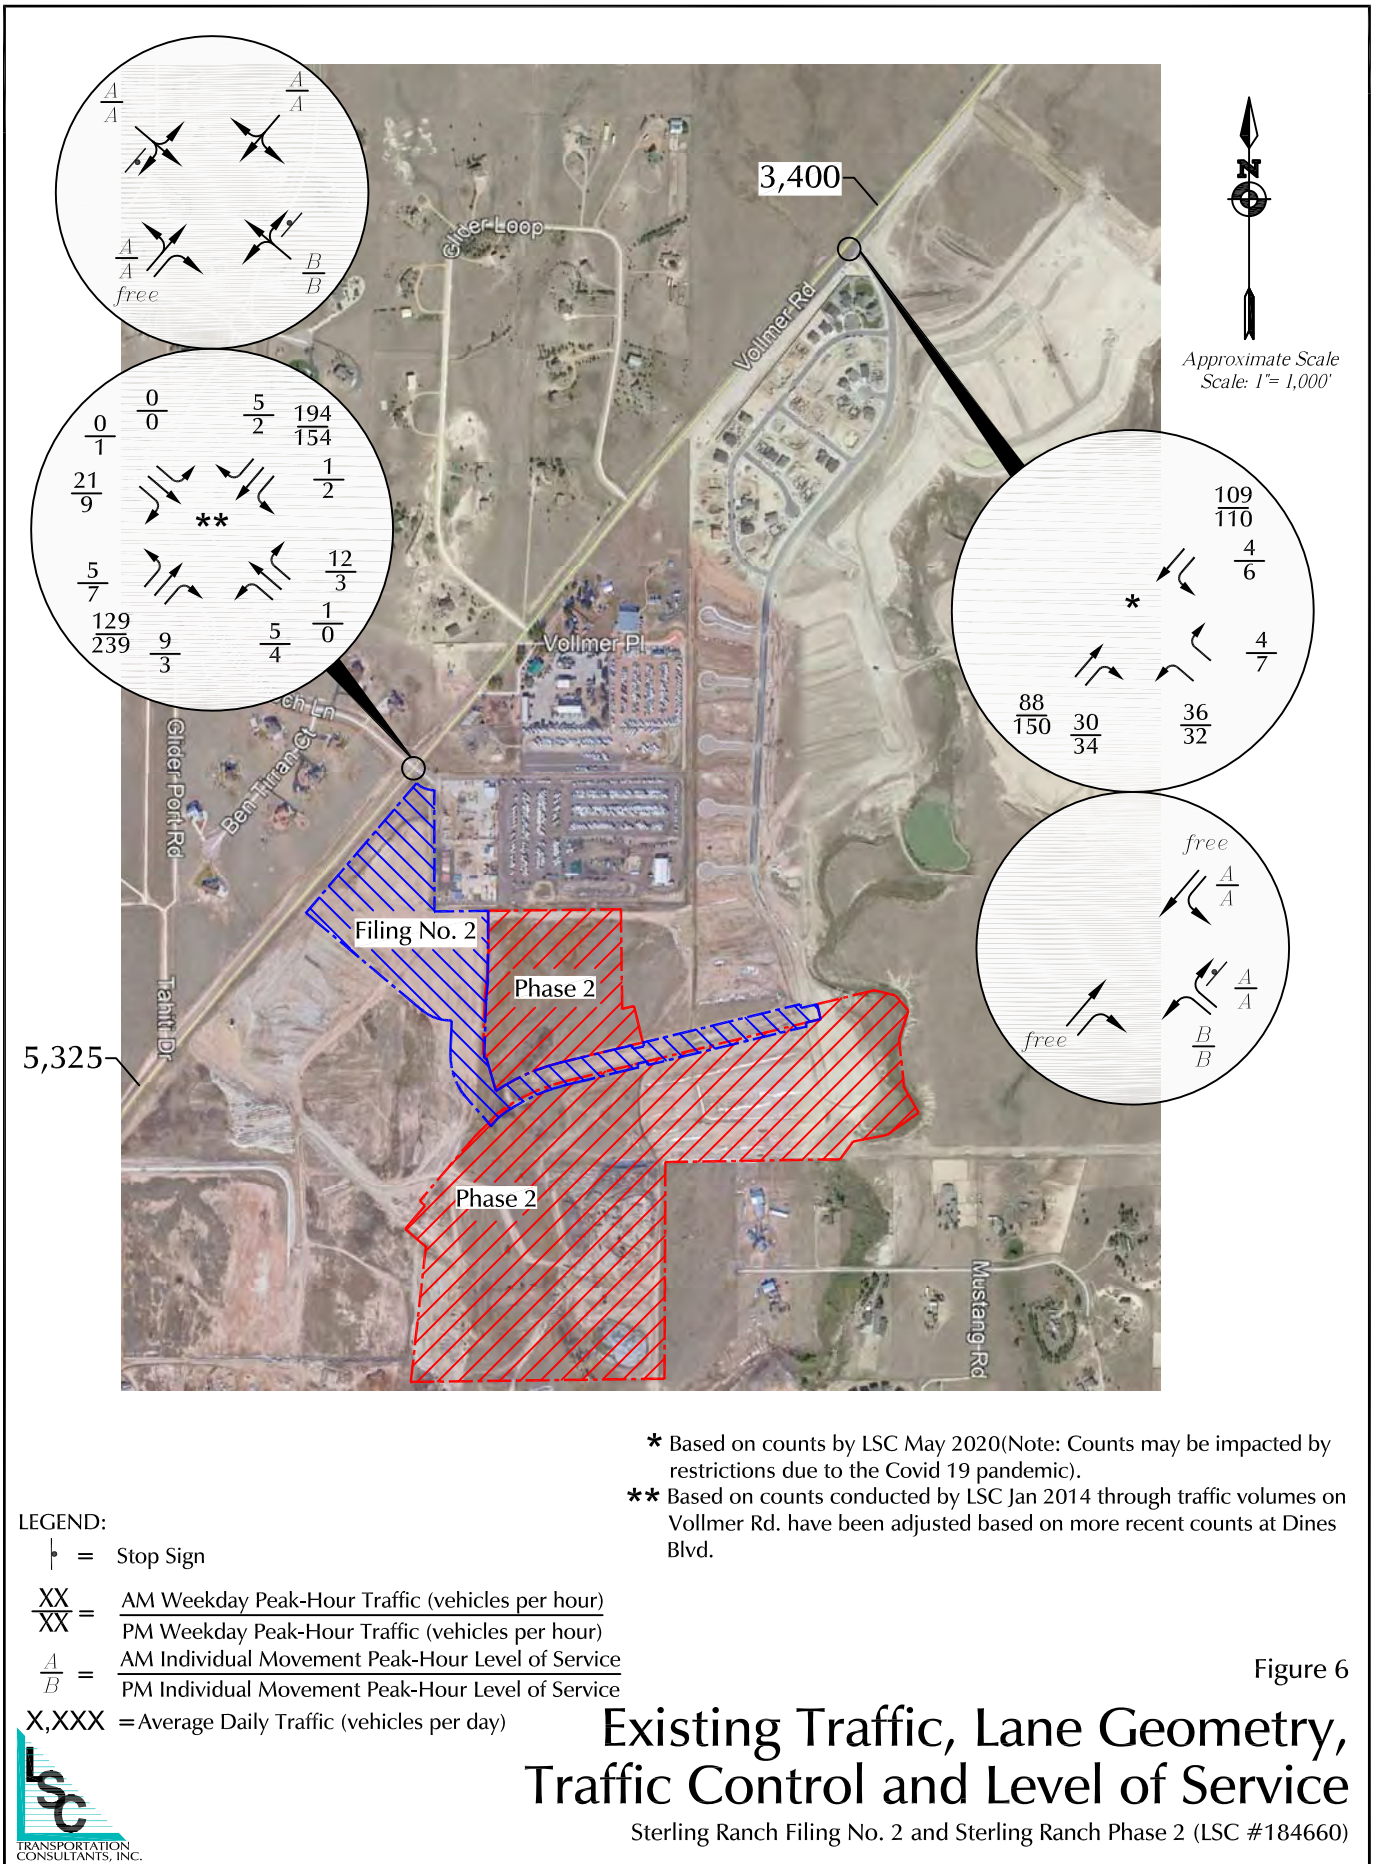 A
A
A
A
A
A
free
B
B
3,400
N
Approximate Scale
Scale: 1"= 1,000'
Glider Loop
Vollmer Rd
0
0
5
2
194
154
0
1
1
2
21
9
**
5
7
12
3
129
239
9
3
5
4
1
0
109
110
4
6
*
4
7
88
150
30
34
36
32
Vollmer Pl
ch Ln
Ben Tirran Ct
Glider Port Rd
Tahiti Dr
Filing No. 2
Phase 2
free
A
A
A
A
free
B
B
5,325
Phase 2
Mustang Rd
* Based on counts by LSC May 2020(Note: Counts may be impacted by
restrictions due to the Covid 19 pandemic).
** Based on counts conducted by LSC Jan 2014 through traffic volumes on
Vollmer Rd. have been adjusted based on more recent counts at Dines
Blvd.
LEGEND:
= Stop Sign
XX
XX
=
AM Weekday Peak-Hour Traffic (vehicles per hour)
PM Weekday Peak-Hour Traffic (vehicles per hour)
A
B
=
AM Individual Movement Peak-Hour Level of Service
PM Individual Movement Peak-Hour Level of Service
X,XXX = Average Daily Traffic (vehicles per day)
LSC
TRANSPORTATION
CONSULTANTS, INC.
Figure 6
Existing Traffic, Lane Geometry,
Traffic Control and Level of Service
Sterling Ranch Filing No. 2 and Sterling Ranch Phase 2 (LSC #184660)